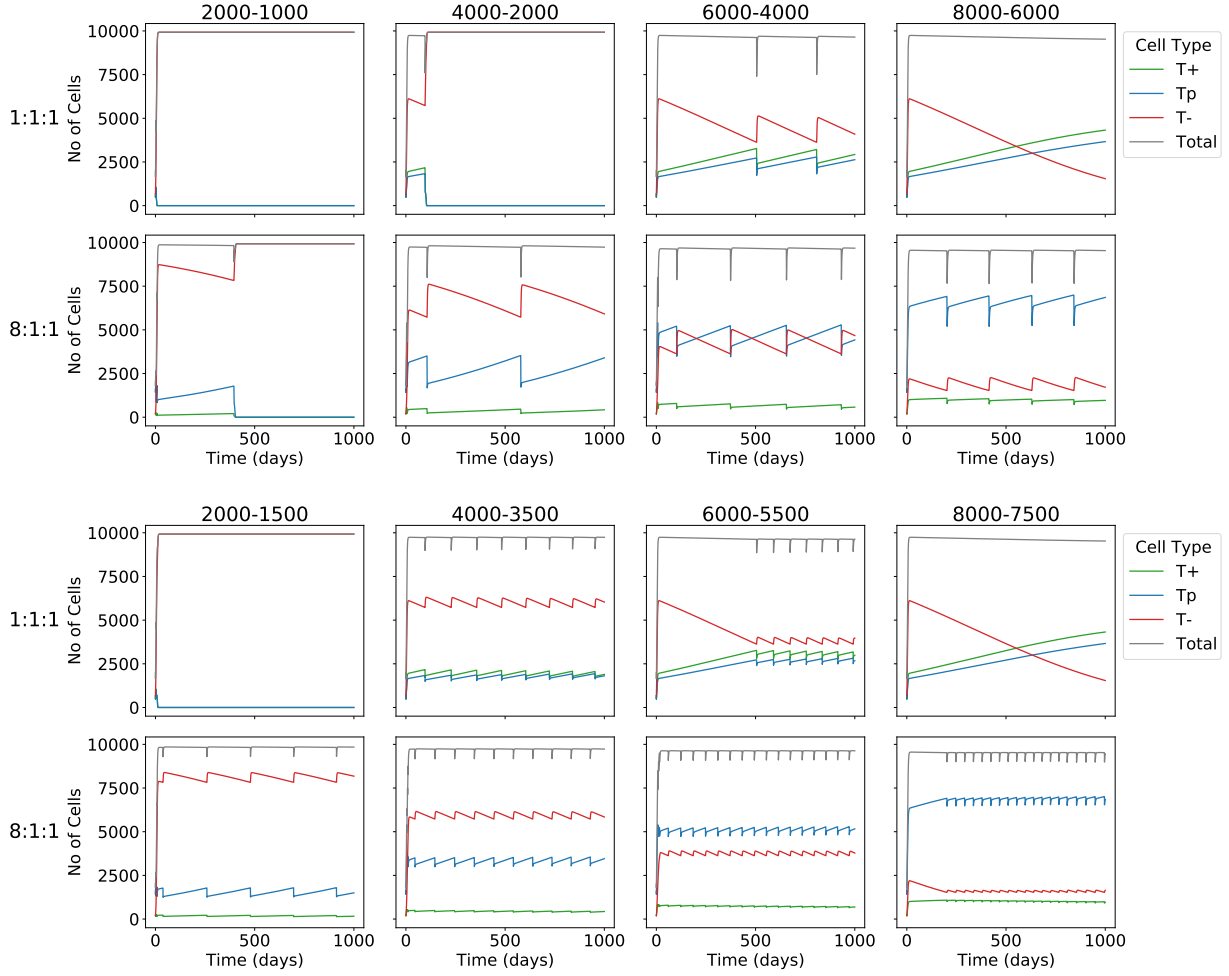 2000-1000 4000-2000 6000-4000 8000-6000
10000
7500
5000
2500
0
No of Cells
1:1:1
Cell Type
T+
Tp
T-
Total
10000
7500
5000
2500
0
No of Cells
8:1:1
0 500 1000 0 500 1000 0 500 1000 0 500 1000
Time (days) Time (days) Time (days) Time (days)
2000-1500 4000-3500 6000-5500 8000-7500
10000
7500
5000
2500
0
No of Cells
1:1:1
Cell Type
T+
Tp
T-
Total
10000
7500
5000
2500
0
No of Cells
8:1:1
0 500 1000 0 500 1000 0 500 1000 0 500 1000
Time (days) Time (days) Time (days) Time (days)